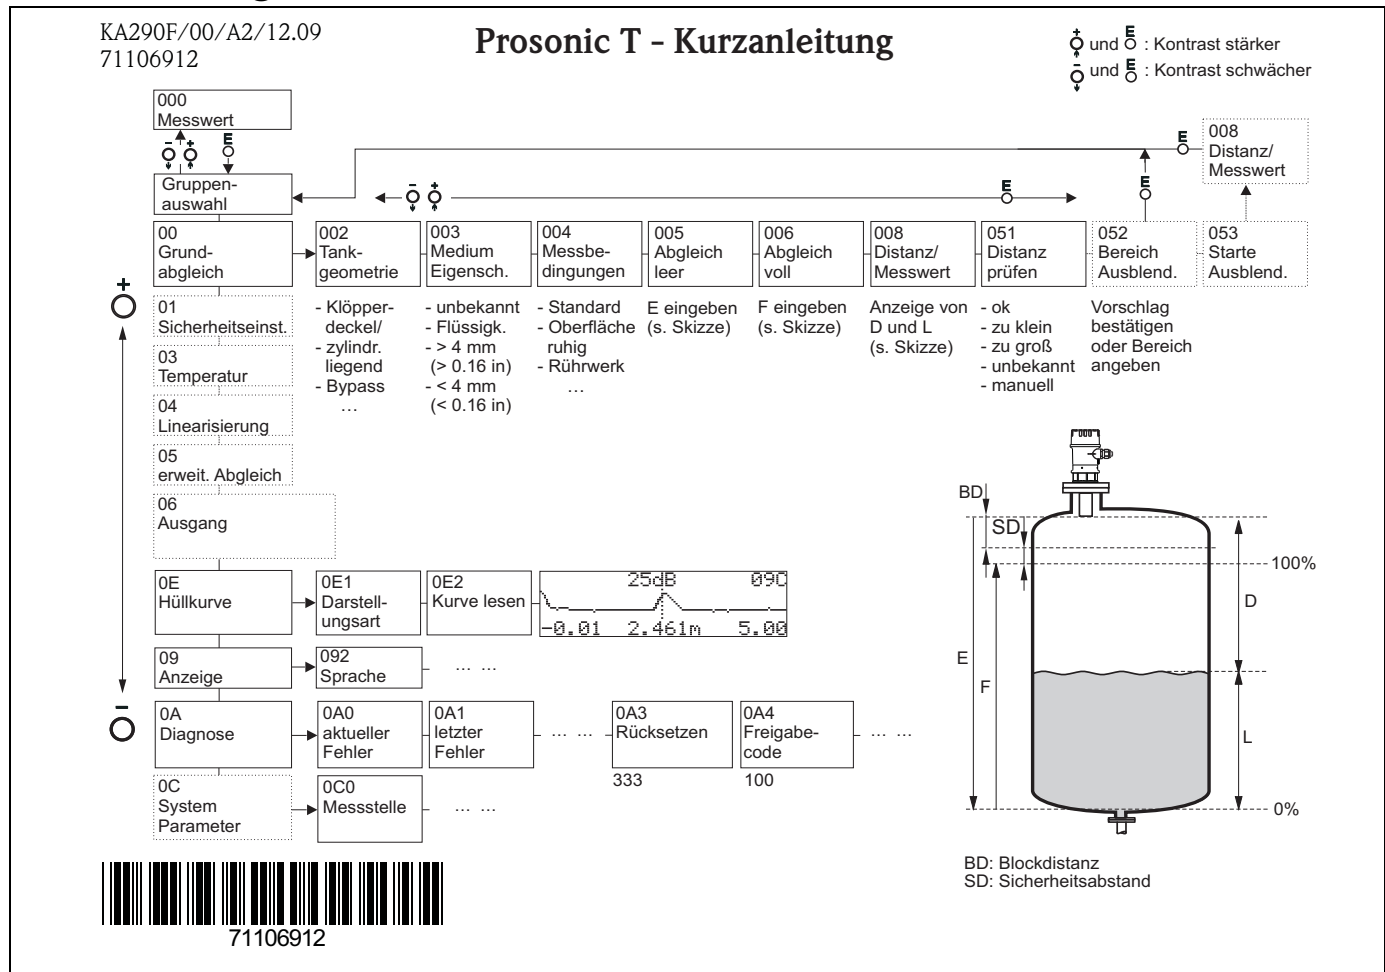 KA290F/00/A2/12.09
71106912
Prosonic T - Kurzanleitung
+ und E : Kontrast stärker
- und E : Kontrast schwächer
000
Messwert
- + E
Gruppen-
auswahl
- +
E
E
E
008
Distanz/
Messwert
00
Grund-
abgleich
002
Tank-
geometrie
003
Medium
Eigensch.
004
Messbe-
dingungen
005
Abgleich
leer
006
Abgleich
voll
008
Distanz/
Messwert
051
Distanz
prüfen
052
Bereich
Ausblend.
053
Starte
Ausblend.
- Klöpper-
deckel/
- zylindr.
liegend
- Bypass
...
- unbekannt
- Flüssigk.
- > 4 mm
(> 0.16 in)
- < 4 mm
(< 0.16 in)
- Standard
- Oberfläche
ruhig
- Rührwerk
...
E eingeben
(s. Skizze)
F eingeben
(s. Skizze)
Anzeige von
D und L
(s. Skizze)
- ok
- zu klein
- zu groß
- unbekannt
- manuell
Vorschlag
bestätigen
oder Bereich
angeben
+
01
Sicherheitseinst.
03
Temperatur
04
Linearisierung
05
erweit. Abgleich
06
Ausgang
0E
Hüllkurve
0E1
Darstell-
ungsart
0E2
Kurve lesen
25dB 09C
-0.01 2.461m 5.00
09
Anzeige
092
Sprache
... ...
-
0A
Diagnose
0A0
aktueller
Fehler
0A1
letzter
Fehler
... ...
0A3
Rücksetzen
333
0A4
Freigabe-
code
100
... ...
0C
System
Parameter
0C0
Messstelle
... ...
71106912
BD
SD
100%
D
E
F
L
0%
BD: Blockdistanz
SD: Sicherheitsabstand